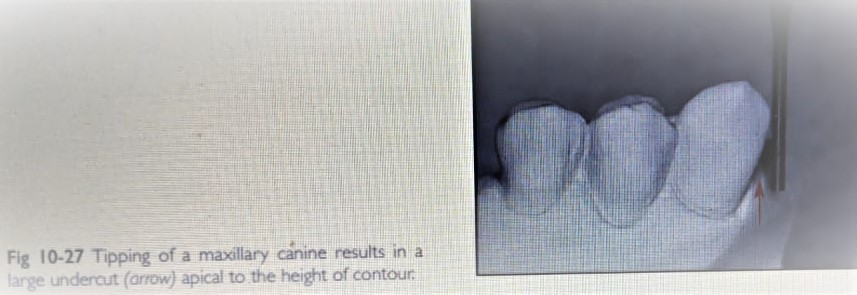 Fig 10-27 Tipping of a maxillary canine results in a
large undercut (arrow) apical to the height of contour.